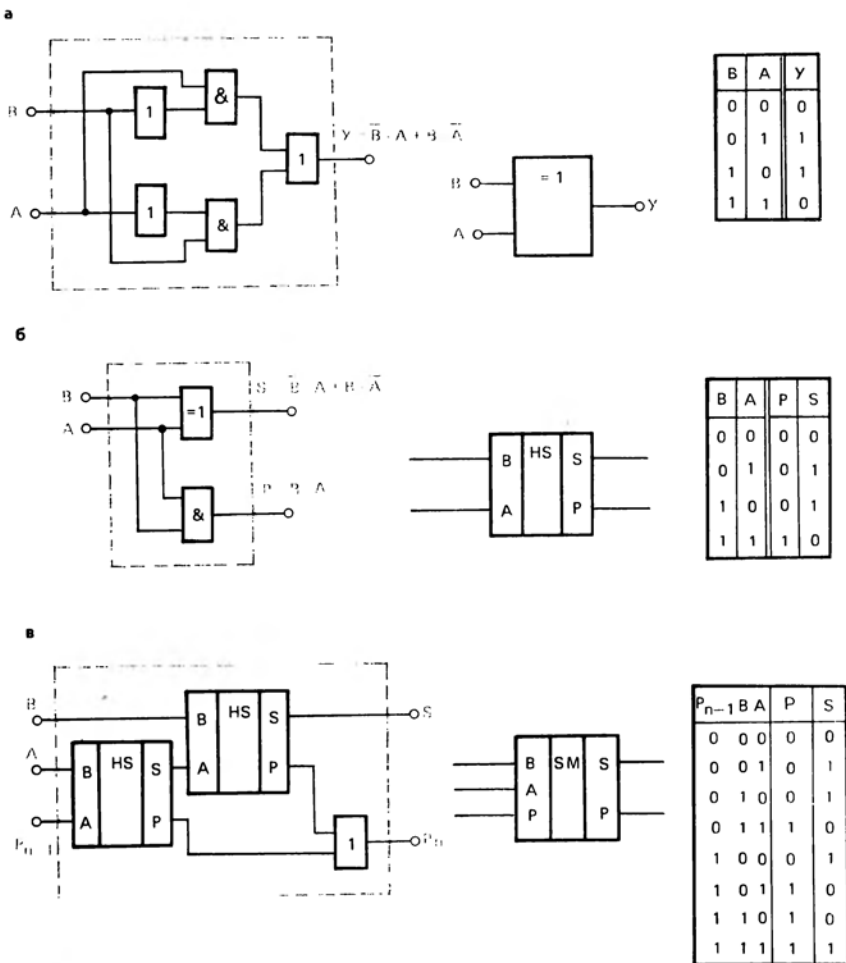 а
B
A
1
1
&
&
1
У B · A + B A
B
A
= 1
У
B A У
0 0 0
0 1 1
1 0 1
1 1 0
б
B
A
=1
&
S B A + B · A
P B A
B HS S
A P
B A P S
0 0 0 0
0 1 0 1
1 0 0 1
1 1 1 0
в
B
A
Pn–1
B HS S
A P
B HS S
A P
1
S
Pn
B SM S
A
P P
Pn–1 B A P S
0 0 0 0 0
0 0 1 0 1
0 1 0 0 1
0 1 1 1 0
1 0 0 0 1
1 0 1 1 0
1 1 0 1 0
1 1 1 1 1